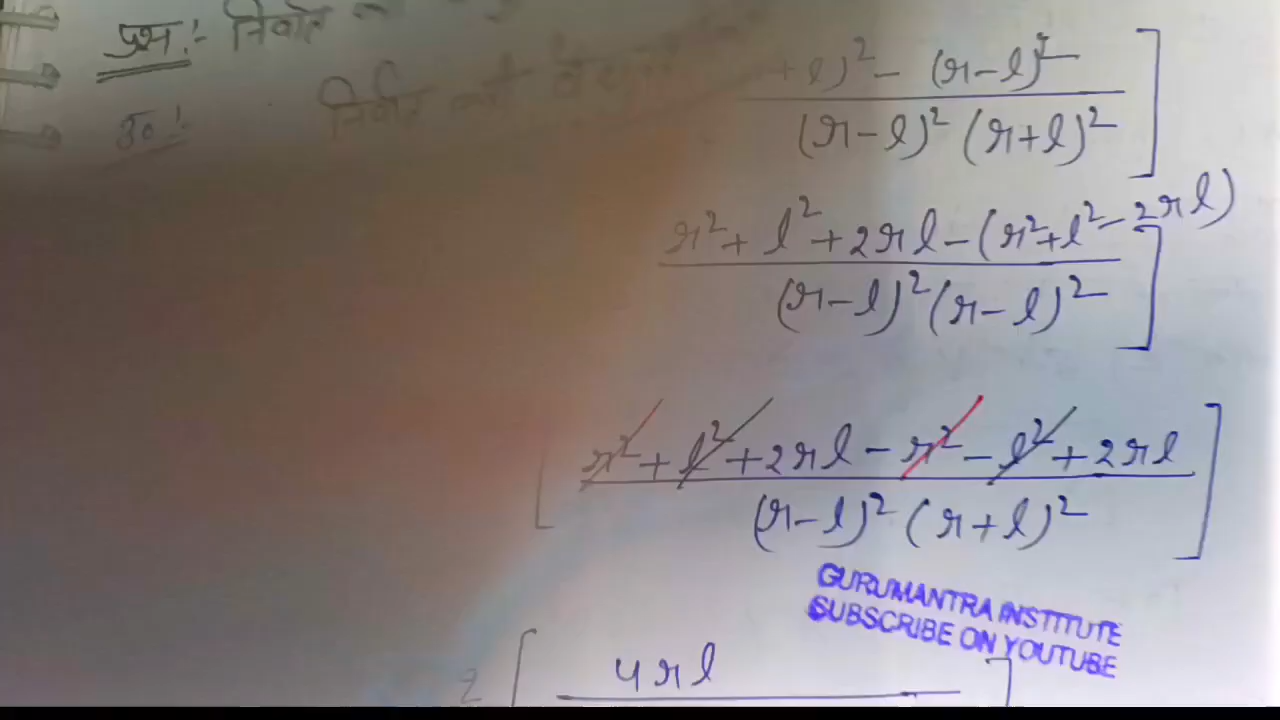 प्रश्न:- निर्वात
उ०:- निर्वात
+ l)² - (r-l)²
(r-l)² (r+l)² ]
r² + l² + 2rl - (r²+l²-2rl)
(r-l)² (r-l)² ]
[ r² + l² + 2rl - r² - l² + 2rl ]
(r-l)² (r+l)²
GURUMANTRA INSTITUTE
SUBSCRIBE ON YOUTUBE
[ 4rl ]